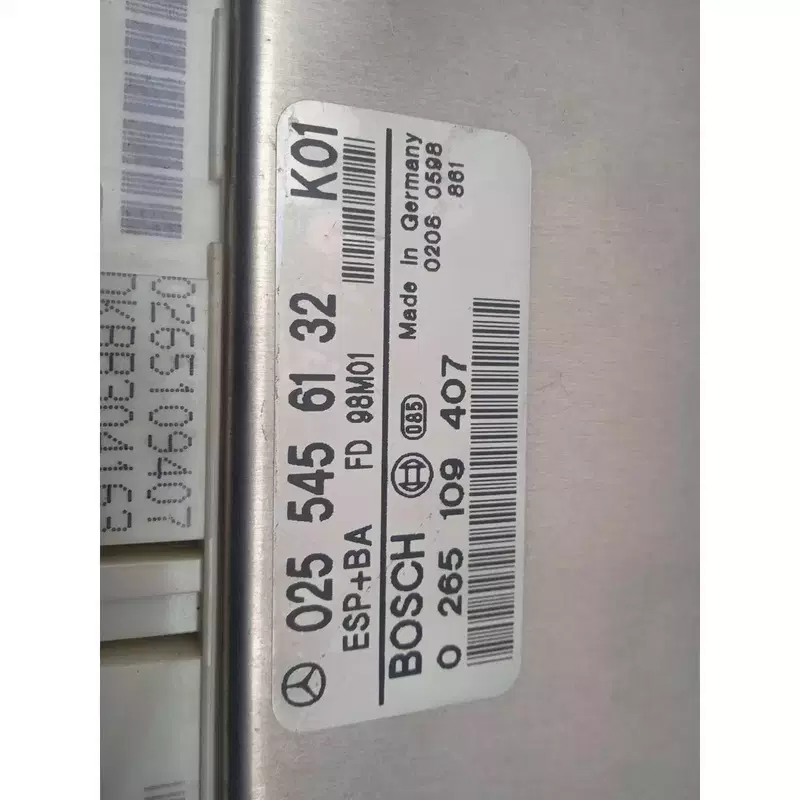 025 545 61 32 K01
ESP+BA FD 98M01
BOSCH 085 Made in Germany
0206 0598
0 265 109 407 861
0265109407